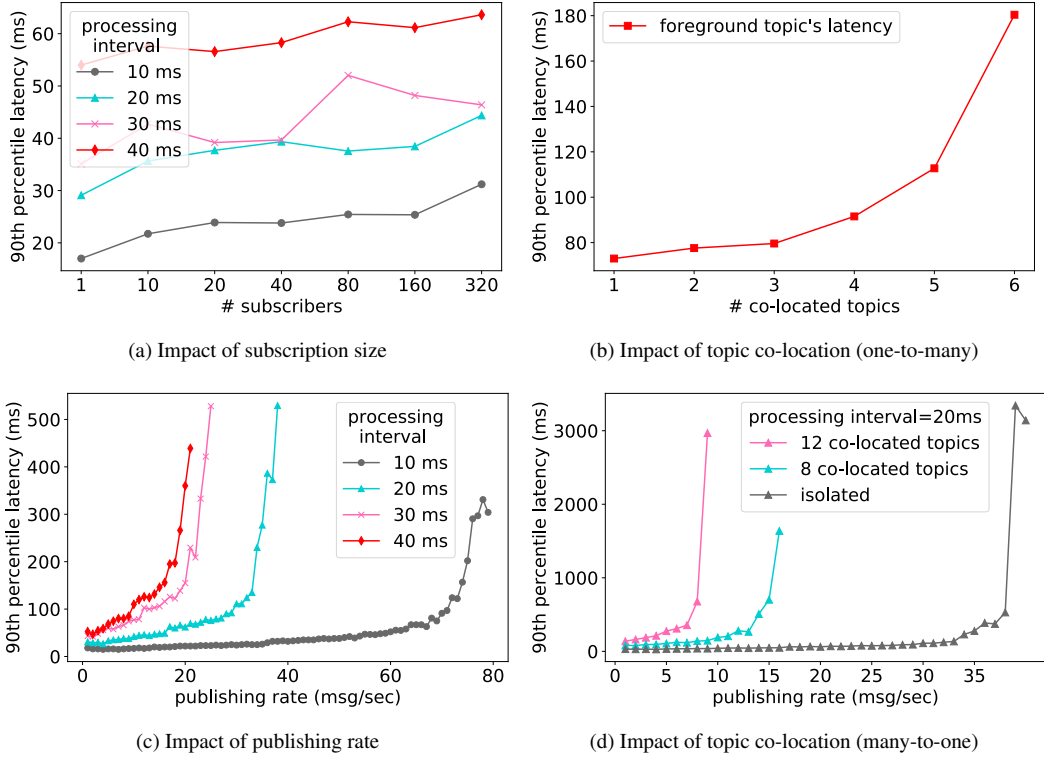 90th percentile latency (ms)
60
50
40
30
20
processing
interval
10 ms
20 ms
30 ms
40 ms
1 10 20 40 80 160 320
# subscribers
(a) Impact of subscription size
90th percentile latency (ms)
180
160
140
120
100
80
foreground topic's latency
1 2 3 4 5 6
# co-located topics
(b) Impact of topic co-location (one-to-many)
90th percentile latency (ms)
500
400
300
200
100
0
processing
interval
10 ms
20 ms
30 ms
40 ms
0 20 40 60 80
publishing rate (msg/sec)
(c) Impact of publishing rate
90th percentile latency (ms)
3000
2000
1000
0
processing interval=20ms
12 co-located topics
8 co-located topics
isolated
0 5 10 15 20 25 30 35
publishing rate (msg/sec)
(d) Impact of topic co-location (many-to-one)